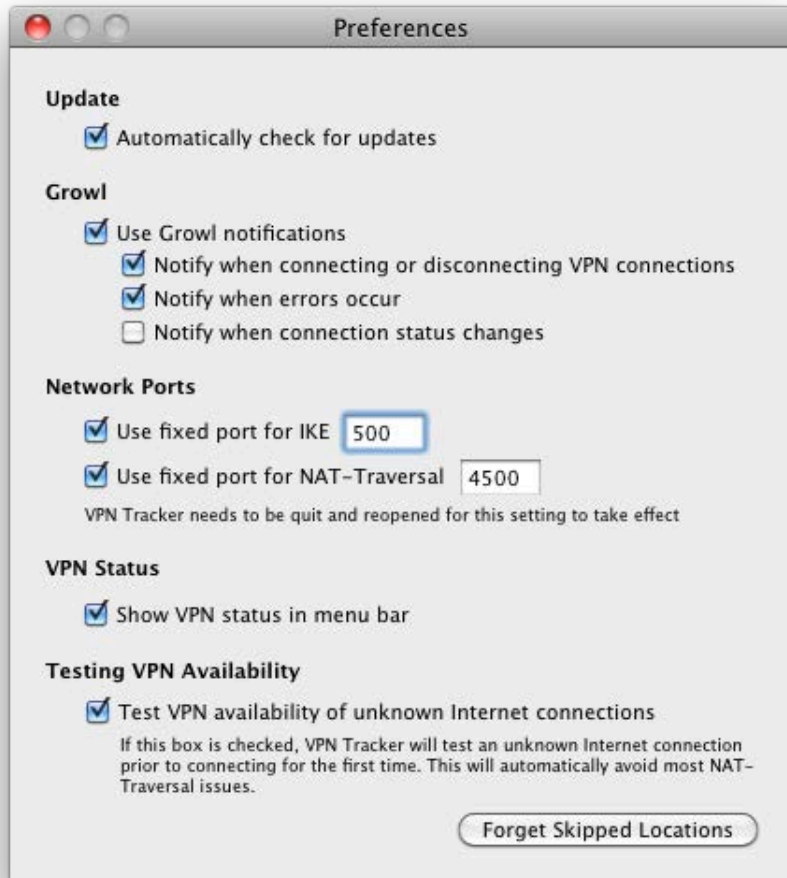 Preferences
Update
Automatically check for updates
Growl
Use Growl notifications
Notify when connecting or disconnecting VPN connections
Notify when errors occur
Notify when connection status changes
Network Ports
Use fixed port for IKE 500
Use fixed port for NAT-Traversal 4500
VPN Tracker needs to be quit and reopened for this setting to take effect
VPN Status
Show VPN status in menu bar
Testing VPN Availability
Test VPN availability of unknown Internet connections
If this box is checked, VPN Tracker will test an unknown Internet connection
prior to connecting for the first time. This will automatically avoid most NAT-
Traversal issues.
Forget Skipped Locations